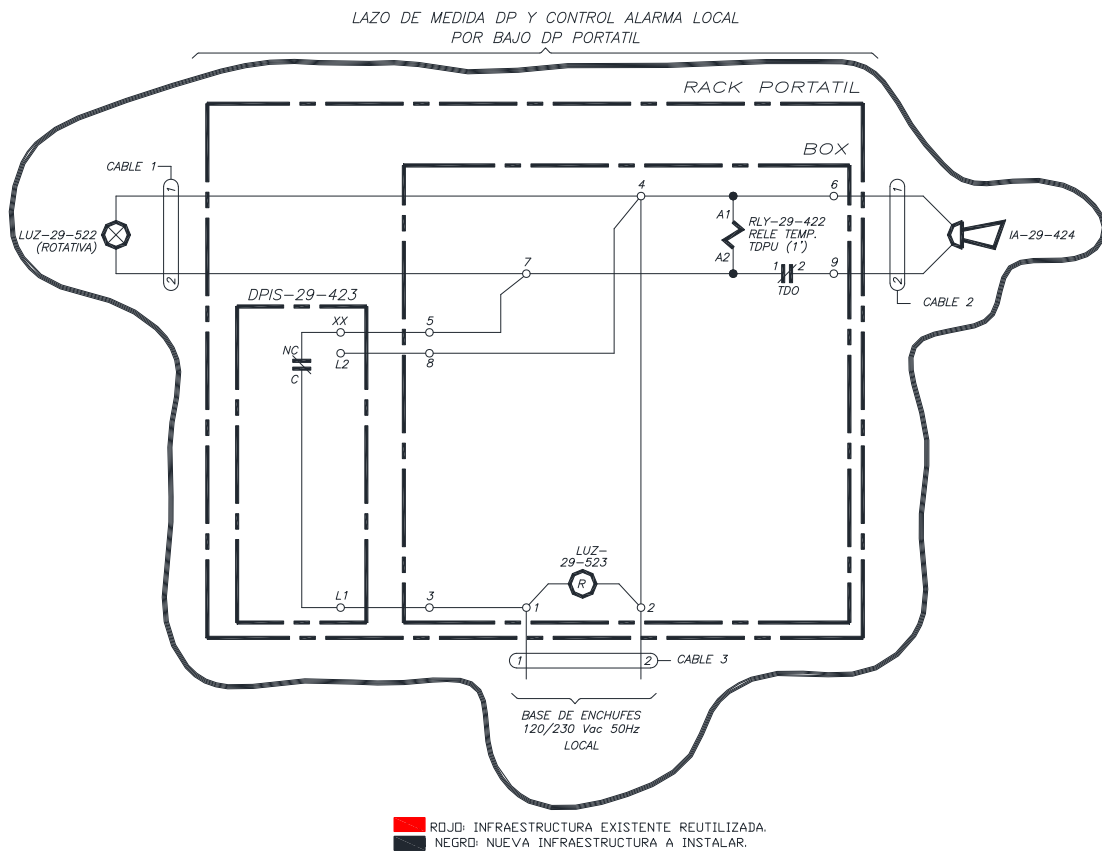 LAZO DE MEDIDA DP Y CONTROL ALARMA LOCAL
POR BAJO DP PORTATIL
RACK PORTATIL
BOX
CABLE 1
1
4
6
1
A1
RLY-29-422
RELE TEMP.
TDPU (1')
LUZ-29-522
(ROTATIVA)
IA-29-424
A2
7
1 2
9
TDO
2
2
CABLE 2
DPIS-29-423
XX
5
NC
L2
8
C
LUZ-
29-523
R
L1
3
1
2
1
2
CABLE 3
BASE DE ENCHUFES
120/230 Vac 50Hz
LOCAL
ROJO: INFRAESTRUCTURA EXISTENTE REUTILIZADA.
NEGRO: NUEVA INFRAESTRUCTURA A INSTALAR.